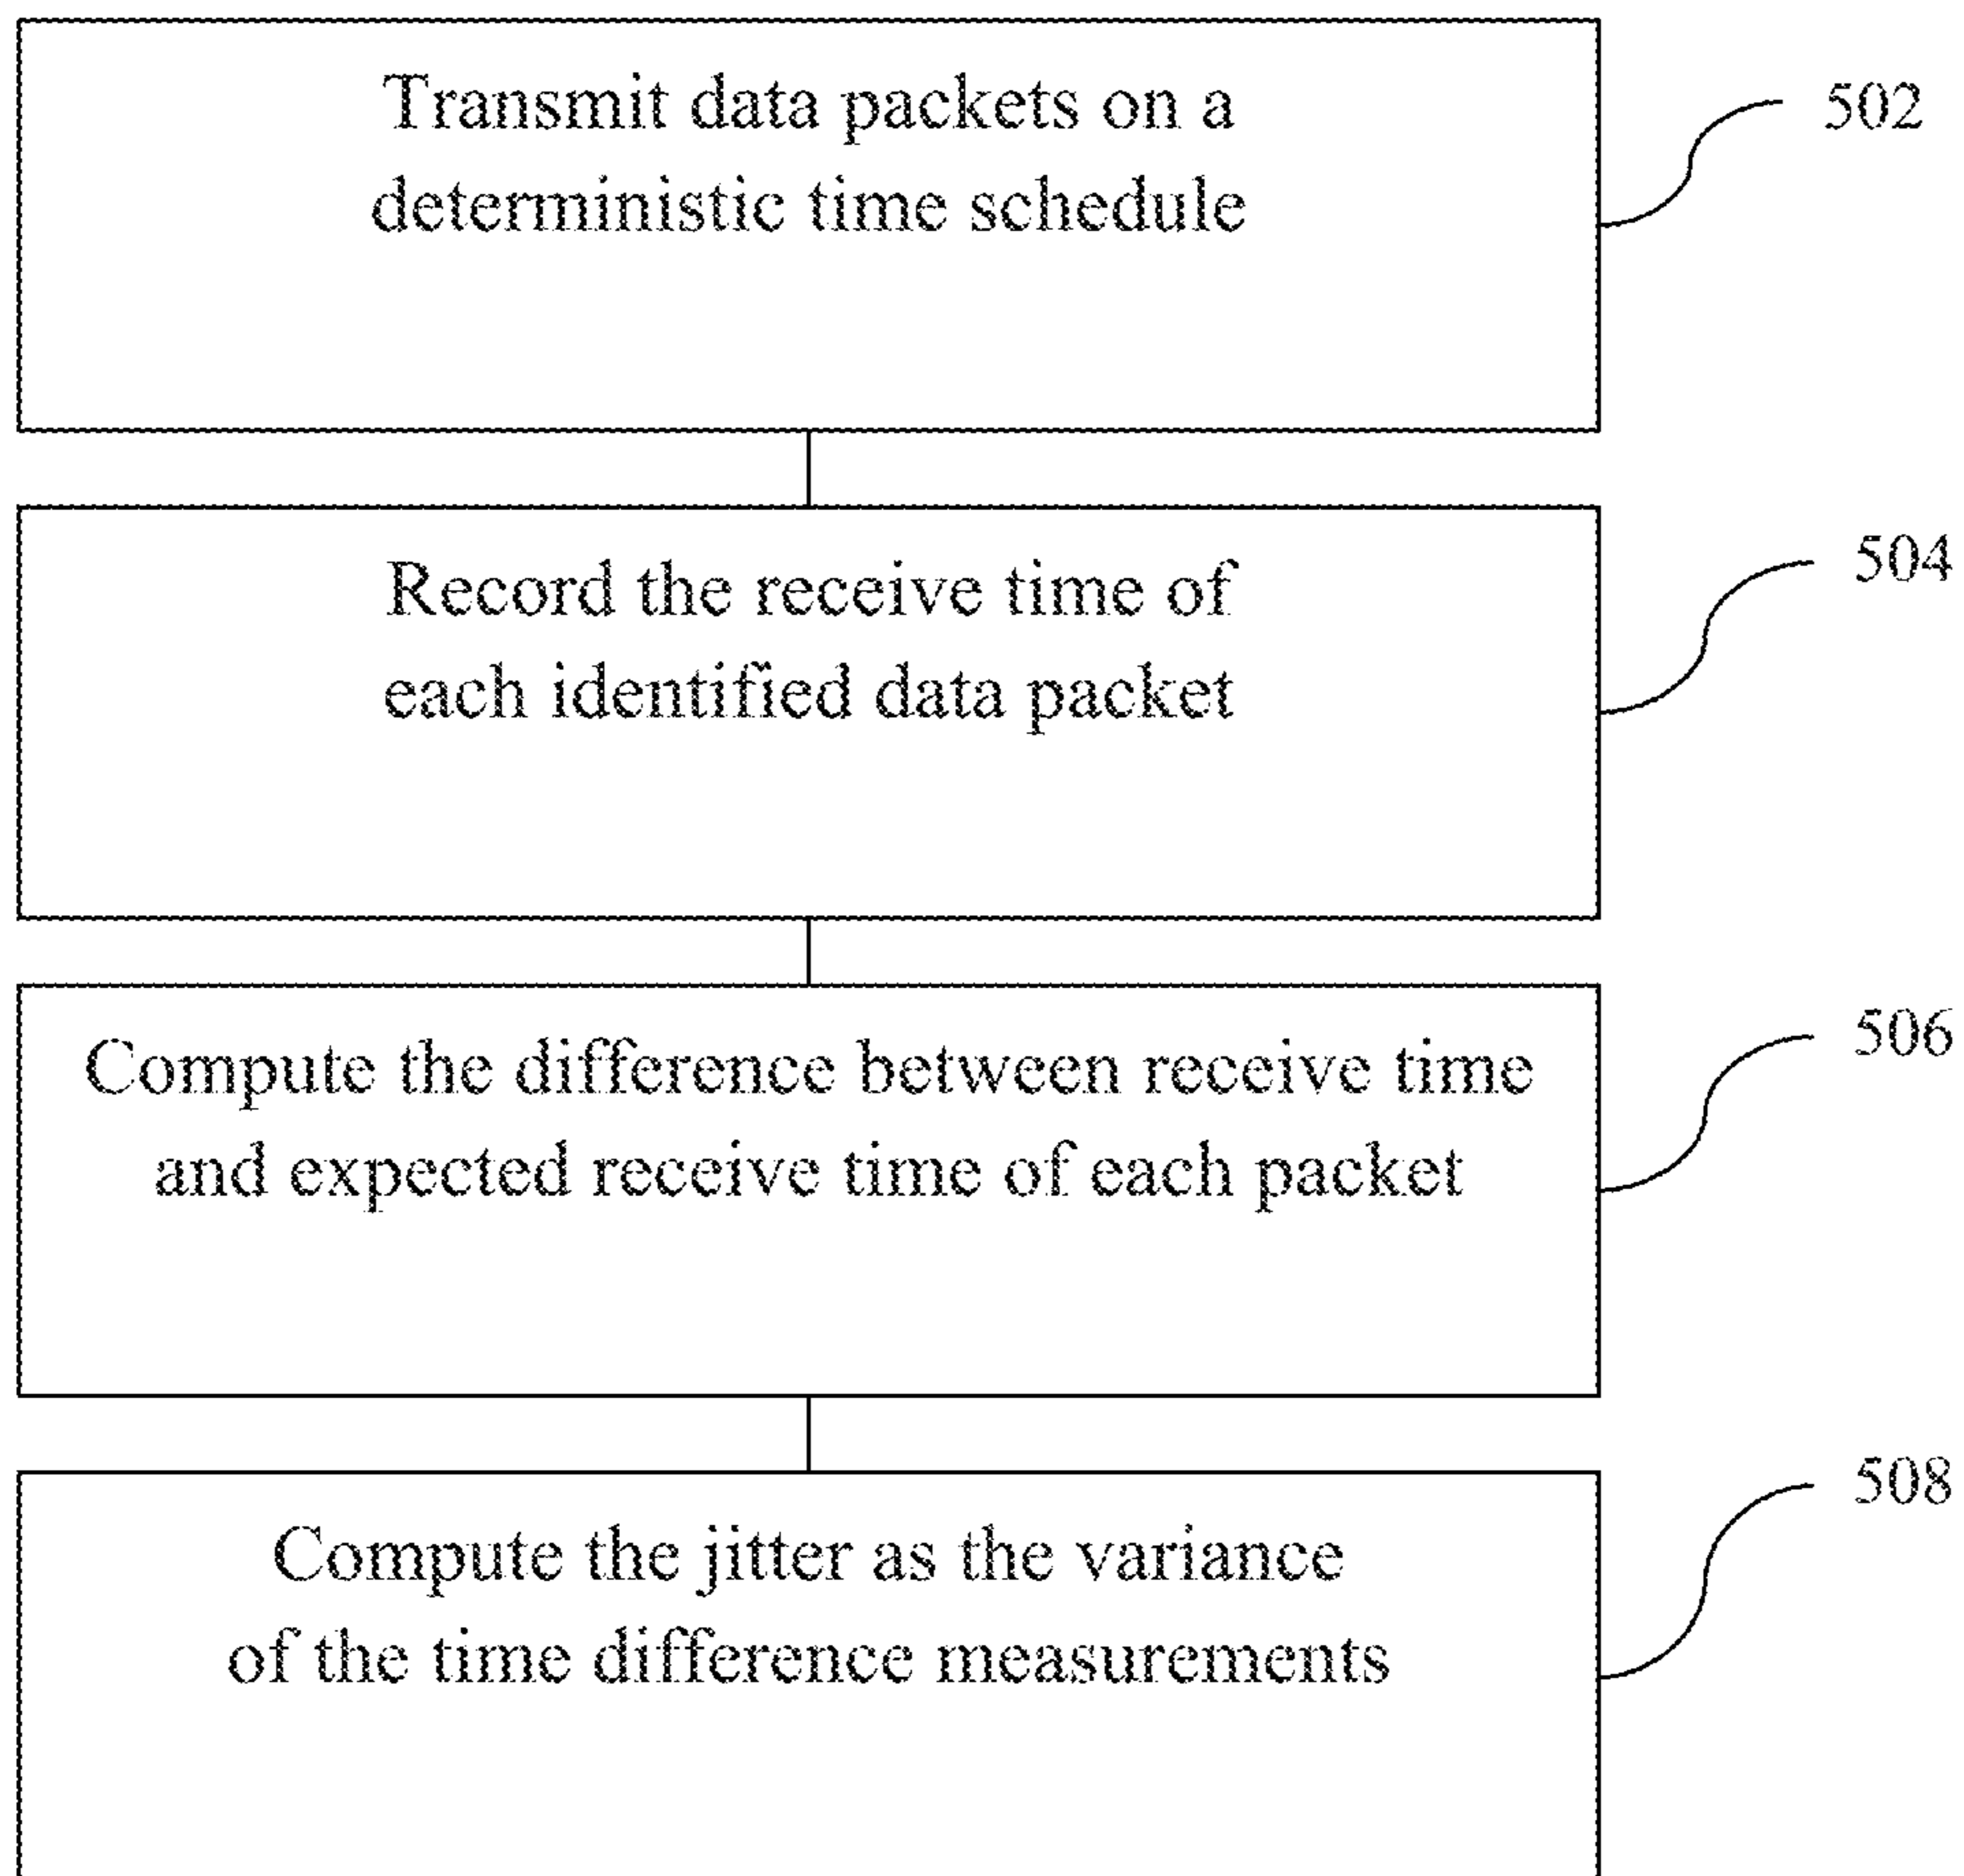 Transmit data packets on a
deterministic time schedule
502
Record the receive time of
each identified data packet
504
Compute the difference between receive time
and expected receive time of each packet
506
Compute the jitter as the variance
of the time difference measurements
508